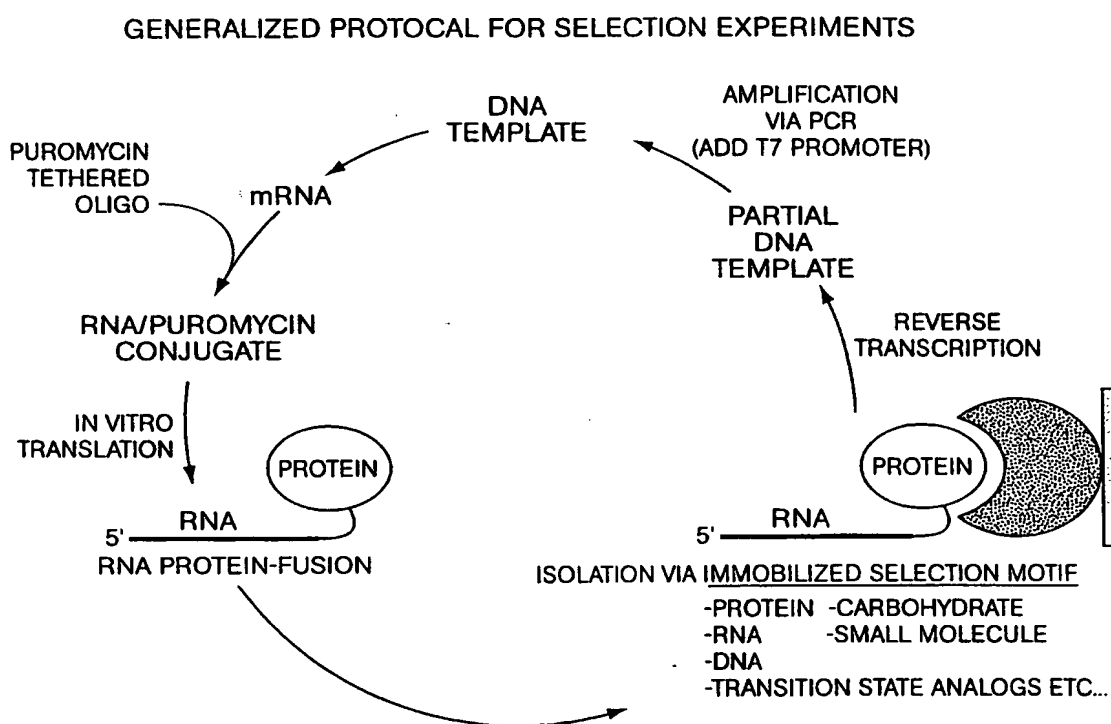 GENERALIZED PROTOCAL FOR SELECTION EXPERIMENTS
DNA
TEMPLATE
AMPLIFICATION
VIA PCR
(ADD T7 PROMOTER)
PUROMYCIN
TETHERED
OLIGO
mRNA
PARTIAL
DNA
TEMPLATE
RNA/PUROMYCIN
CONJUGATE
REVERSE
TRANSCRIPTION
IN VITRO
TRANSLATION
PROTEIN
RNA
5'
RNA PROTEIN-FUSION
PROTEIN
RNA
5'
ISOLATION VIA IMMOBILIZED SELECTION MOTIF
-PROTEIN -CARBOHYDRATE
-RNA -SMALL MOLECULE
-DNA
-TRANSITION STATE ANALOGS ETC...